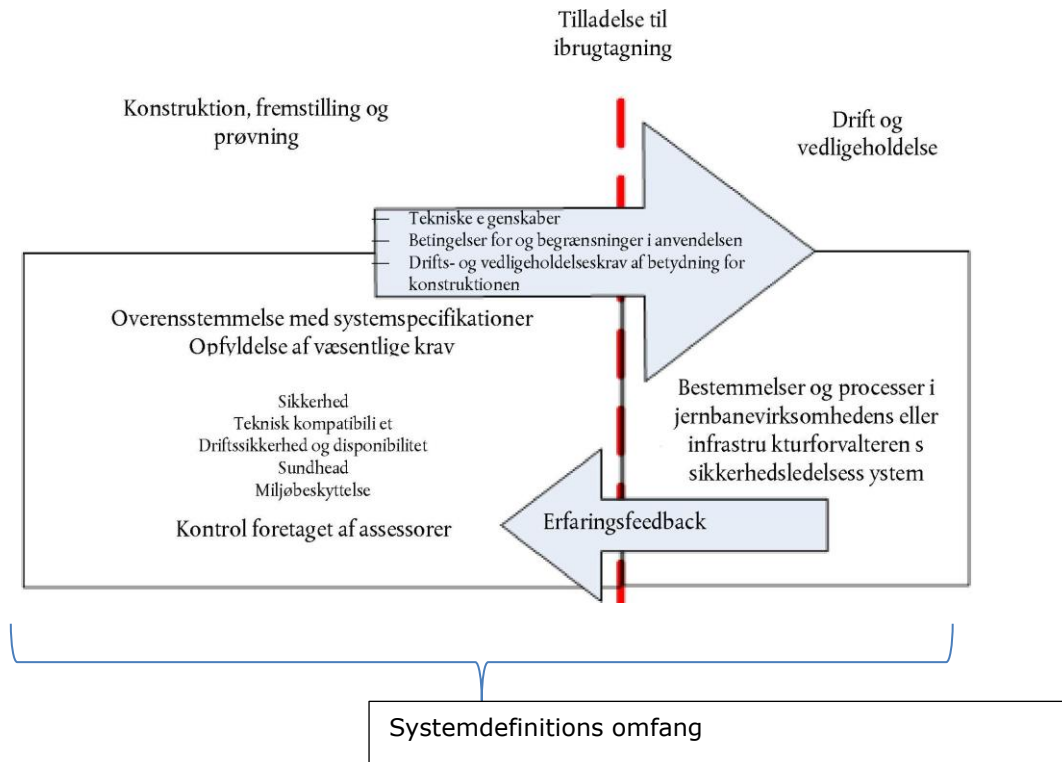 Tilladelse til
ibrugtagning
Konstruktion, fremstilling og
prøvning
Drift og
vedligeholdelse
Tekniske e genskaber
Betingelser for og begrænsninger i anvendelsen
Drifts- og vedligeholdelseskrav af betydning for
konstruktionen
Overensstemmelse med systemspecifikationer
Opfyldelse af væsentlige krav
Sikkerhed
Teknisk kompatibili et
Driftssikkerhed og disponibilitet
Sundhead
Miljøbeskyttelse
Kontrol foretaget af assessorer
Bestemmelser og processer i
jernbanevirksomhedens eller
infrastru kturforvalteren s
sikkerhedsledelsess ystem
Erfaringsfeedback
Systemdefinitions omfang